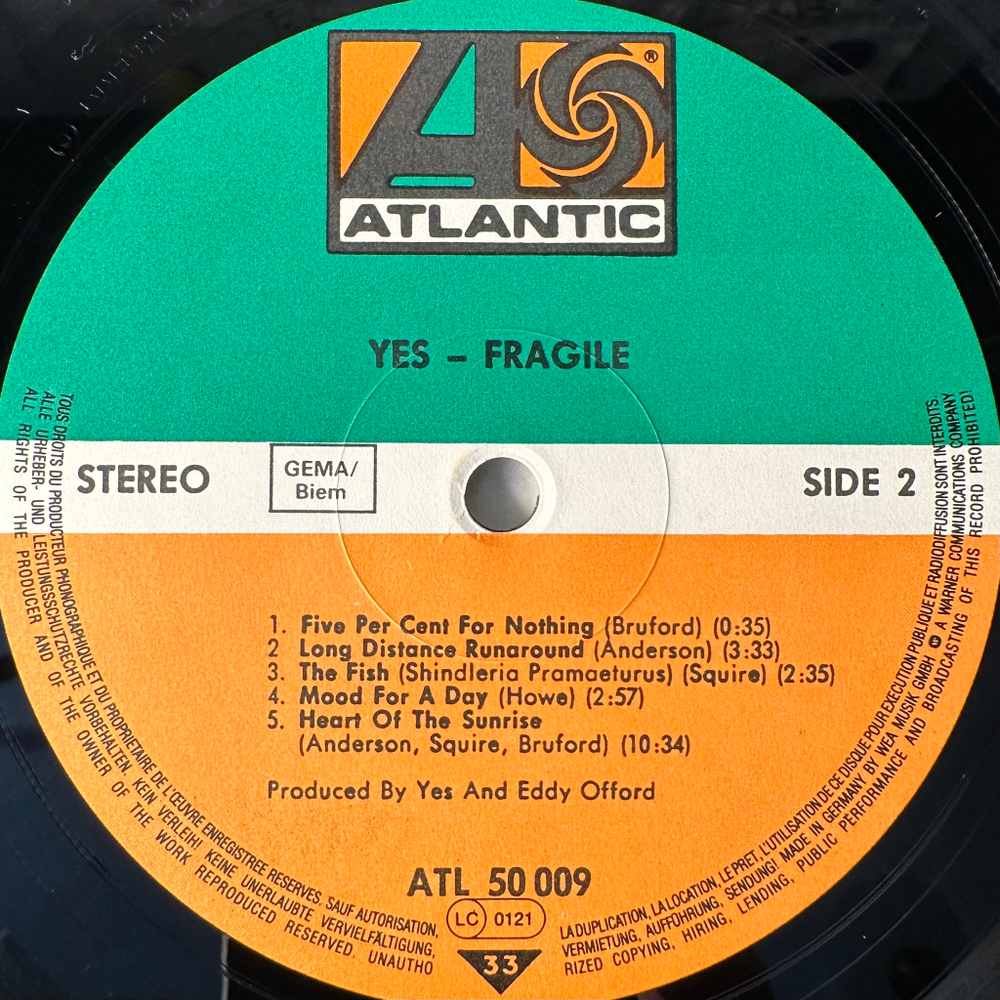 ATLANTIC
®
YES – FRAGILE
STEREO
GEMA/
Biem
SIDE 2
1. Five Per Cent For Nothing (Bruford) (0:35)
2 Long Distance Runaround (Anderson) (3:33)
3. The Fish (Shindleria Pramaeturus) (Squire) (2:35)
4. Mood For A Day (Howe) (2:57)
5. Heart Of The Sunrise
(Anderson, Squire, Bruford) (10:34)
Produced By Yes And Eddy Offord
ATL 50 009
LC 0121
33
TOUS DROITS DU PRODUCTEUR PHONOGRAPHIQUE ET DU PROPRIETAIRE DE L'ŒUVRE ENREGISTREE RESERVES. SAUF AUTORISATION,
LA DUPLICATION, LA LOCATION, LE PRET, L'UTILISATION DE CE DISQUE POUR EXECUTION PUBLIQUE ET RADIODIFFUSION SONT INTERDITS.
ALLE URHEBER- UND LEISTUNGSSCHUTZRECHTE VORBEHALTEN. KEIN VERLEIH! KEINE UNERLAUBTE VERVIELFÄLTIGUNG,
VERMIETUNG, AUFFÜHRUNG, SENDUNG! MADE IN GERMANY BY WEA MUSIK GMBH A WARNER COMMUNICATIONS COMPANY
ALL RIGHTS OF THE PRODUCER AND OF THE OWNER OF THE WORK REPRODUCED RESERVED. UNAUTHO
RIZED COPYING, HIRING, LENDING, PUBLIC PERFORMANCE AND BROADCASTING OF THIS RECORD PROHIBITED!